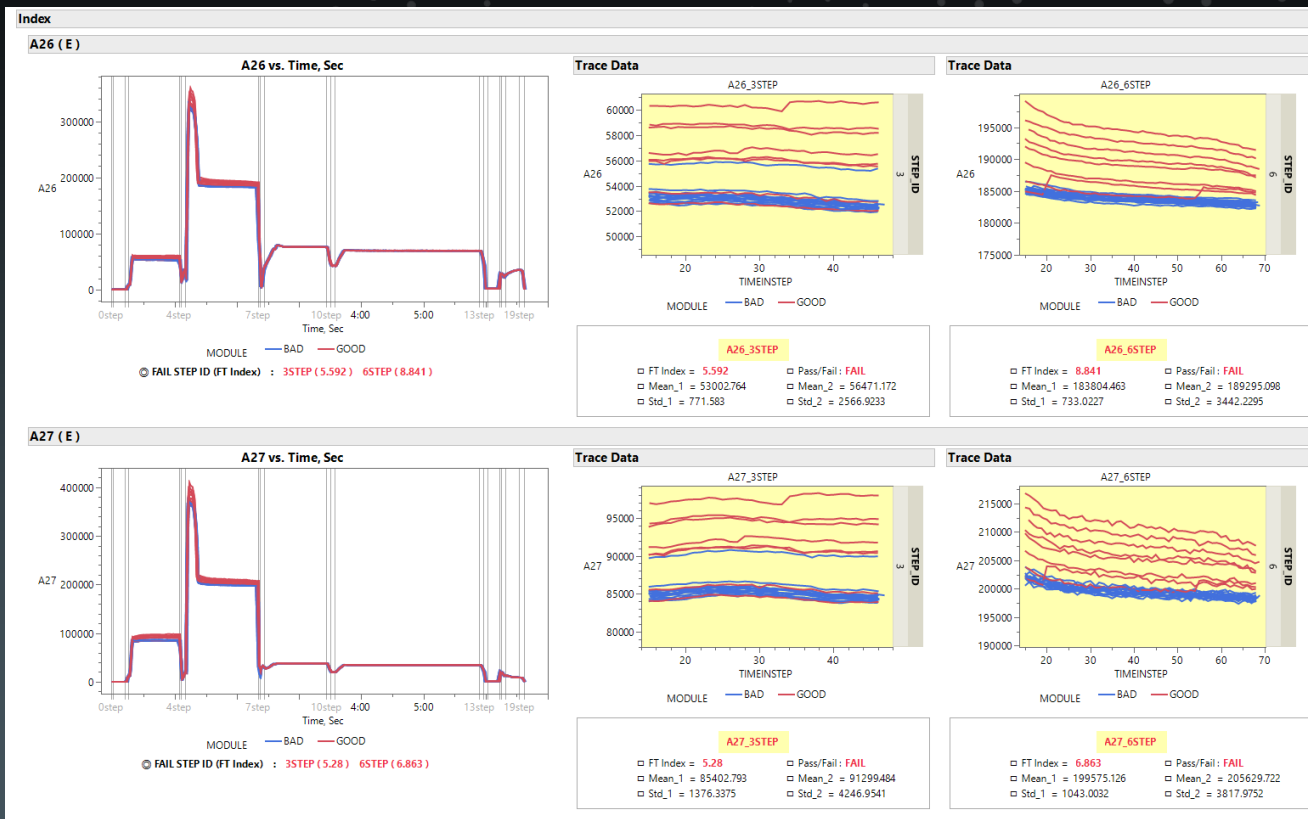 Index
A26 ( E )
A26 vs. Time, Sec
300000
200000
A26
100000
0
0step 4step 7step 10step 4:00 5:00 13step 19step
Time, Sec
MODULE BAD GOOD
◎ FAIL STEP ID (FT Index) : 3STEP ( 5.592 ) 6STEP ( 8.841 )
Trace Data
A26_3STEP
60000
58000
56000
A26
54000
52000
50000
3
STEP_ID
20 30 40
TIMEINSTEP
MODULE BAD GOOD
A26_3STEP
□ FT Index = 5.592 □ Pass/Fail : FAIL
□ Mean_1 = 53002.764 □ Mean_2 = 56471.172
□ Std_1 = 771.583 □ Std_2 = 2566.9233
Trace Data
A26_6STEP
195000
190000
A26
185000
180000
175000
6
STEP_ID
20 30 40 50 60 70
TIMEINSTEP
MODULE BAD GOOD
A26_6STEP
□ FT Index = 8.841 □ Pass/Fail : FAIL
□ Mean_1 = 183804.463 □ Mean_2 = 189295.098
□ Std_1 = 733.0227 □ Std_2 = 3442.2295
A27 ( E )
A27 vs. Time, Sec
400000
300000
A27
200000
100000
0
0step 4step 7step 10step 4:00 5:00 13step 19step
Time, Sec
MODULE BAD GOOD
◎ FAIL STEP ID (FT Index) : 3STEP ( 5.28 ) 6STEP ( 6.863 )
Trace Data
A27_3STEP
95000
90000
A27
85000
80000
3
STEP_ID
20 30 40
TIMEINSTEP
MODULE BAD GOOD
A27_3STEP
□ FT Index = 5.28 □ Pass/Fail : FAIL
□ Mean_1 = 85402.793 □ Mean_2 = 91299.484
□ Std_1 = 1376.3375 □ Std_2 = 4246.9541
Trace Data
A27_6STEP
215000
210000
205000
A27
200000
195000
190000
6
STEP_ID
20 30 40 50 60 70
TIMEINSTEP
MODULE BAD GOOD
A27_6STEP
□ FT Index = 6.863 □ Pass/Fail : FAIL
□ Mean_1 = 199575.126 □ Mean_2 = 205629.722
□ Std_1 = 1043.0032 □ Std_2 = 3817.9752